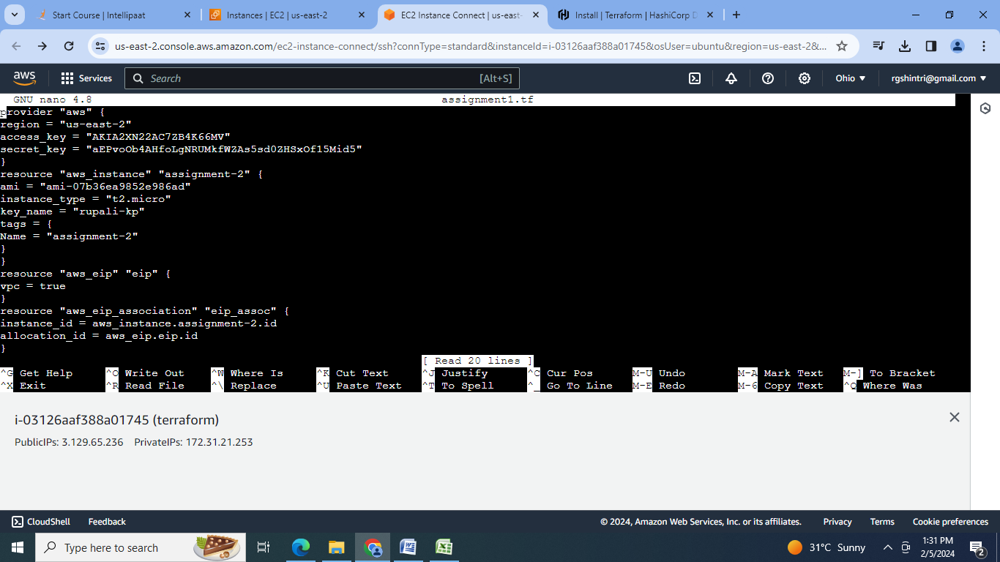 Start Course | Intellipaat
Instances | EC2 | us-east-2
EC2 Instance Connect | us-east-
Install | Terraform | HashiCorp D
us-east-2.console.aws.amazon.com/ec2-instance-connect/ssh?connType=standard&instanceId=i-03126aaf388a01745&osUser=ubuntu&region=us-east-2&...
aws Services Search [Alt+S] Ohio rgshintri@gmail.com
GNU nano 4.8 assignment1.tf
provider "aws" {
region = "us-east-2"
access_key = "AKIA2XN22AC7ZB4K66MV"
secret_key = "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"
}
resource "aws_instance" "assignment-2" {
ami = "ami-07b36ea9852e986ad"
instance_type = "t2.micro"
key_name = "rupali-kp"
tags = {
Name = "assignment-2"
}
}
resource "aws_eip" "eip" {
vpc = true
}
resource "aws_eip_association" "eip_assoc" {
instance_id = aws_instance.assignment-2.id
allocation_id = aws_eip.eip.id
}
[ Read 20 lines ]
^G Get Help ^O Write Out ^W Where Is ^K Cut Text ^J Justify ^C Cur Pos M-U Undo M-A Mark Text M-] To Bracket
^X Exit ^R Read File ^\ Replace ^U Paste Text ^T To Spell ^_ Go To Line M-E Redo M-6 Copy Text ^Q Where Was
i-03126aaf388a01745 (terraform)
PublicIPs: 3.129.65.236 PrivateIPs: 172.31.21.253
CloudShell Feedback © 2024, Amazon Web Services, Inc. or its affiliates. Privacy Terms Cookie preferences
Type here to search 31°C Sunny 1:31 PM
2/5/2024 2